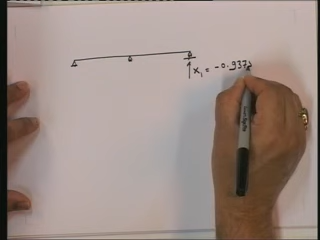 x₁ = -0.937